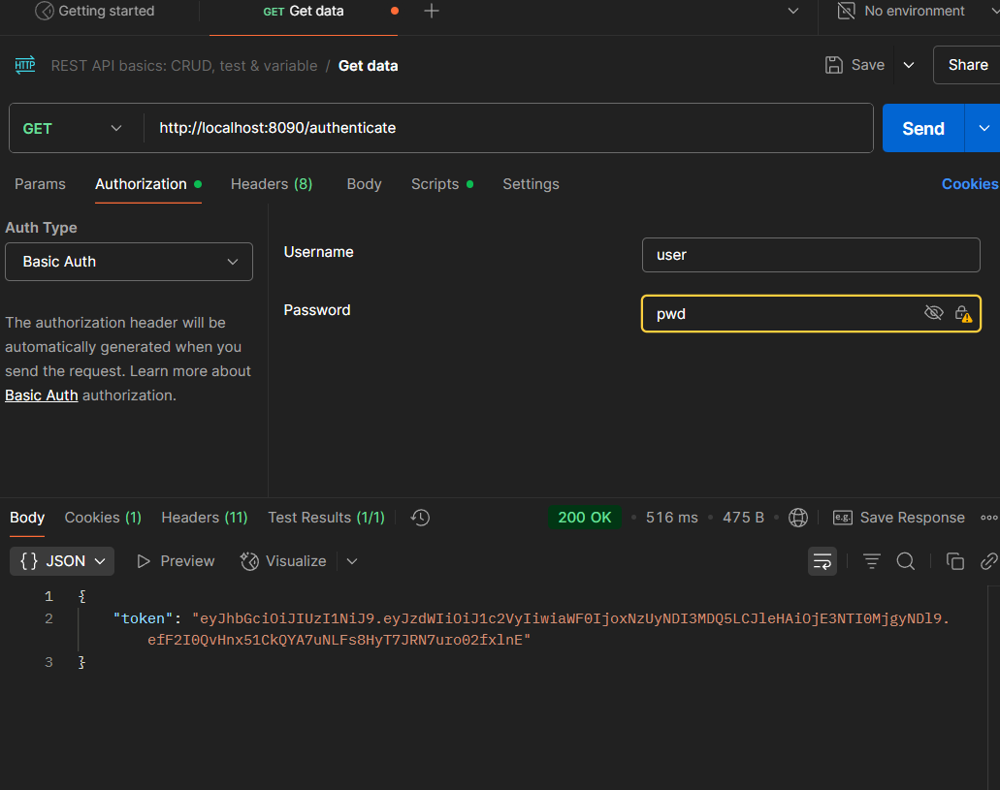 Getting started
GET Get data
No environment
HTTP REST API basics: CRUD, test & variable / Get data
Save
Share
GET
http://localhost:8090/authenticate
Send
Params
Authorization
Headers (8)
Body
Scripts
Settings
Cookies
Auth Type
Basic Auth
The authorization header will be
automatically generated when you
send the request. Learn more about
Basic Auth authorization.
Username
user
Password
pwd
Body
Cookies (1)
Headers (11)
Test Results (1/1)
200 OK
516 ms
475 B
e.g.
Save Response
{} JSON
Preview
Visualize
1 {
2 "token": "eyJhbGciOiJIUzI1NiJ9.eyJzdWIiOiJ1c2VyIiwiaWF0IjoxNzUyNDI3MDQ5LCJleHAiOjE3NTI0MjgyNDl9.
efF2I0QvHnx51CkQYA7uNLFs8HyT7JRN7uro02fxlnE"
3 }